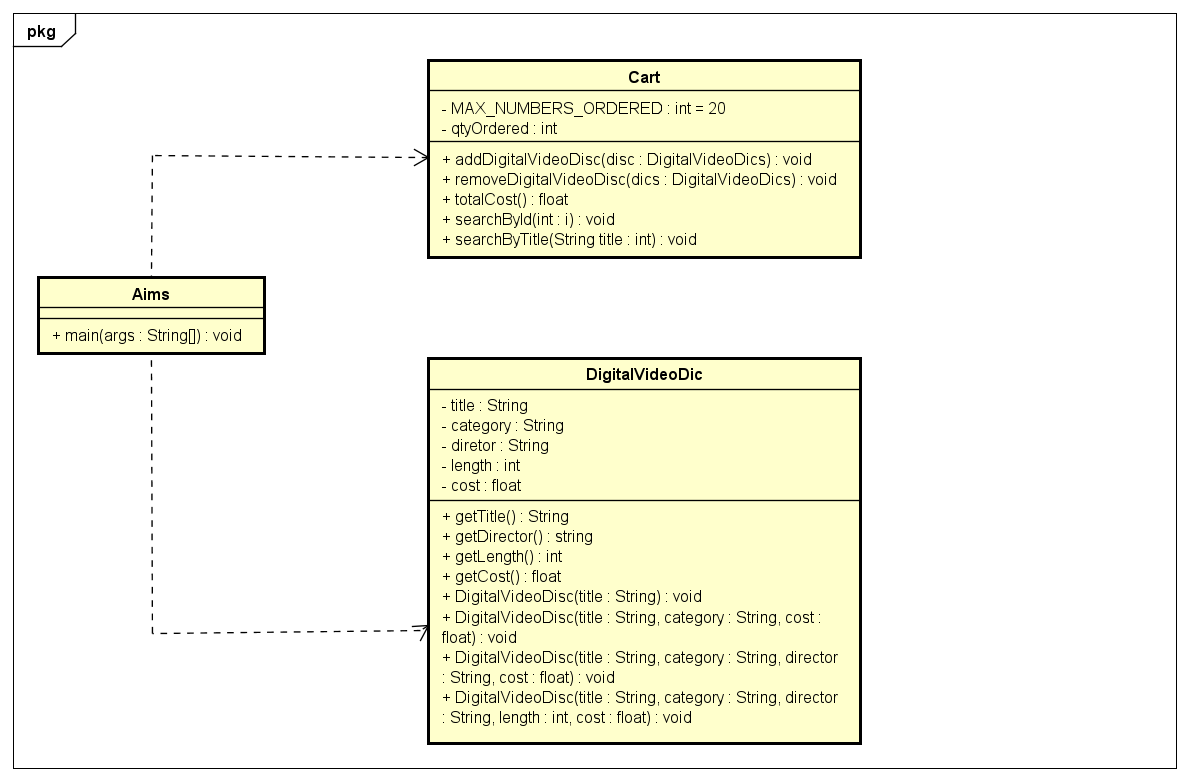 pkg
Cart
- MAX_NUMBERS_ORDERED : int = 20
- qtyOrdered : int
+ addDigitalVideoDisc(disc : DigitalVideoDics) : void
+ removeDigitalVideoDisc(dics : DigitalVideoDics) : void
+ totalCost() : float
+ searchById(int : i) : void
+ searchByTitle(String title : int) : void
Aims
+ main(args : String[]) : void
DigitalVideoDic
- title : String
- category : String
- diretor : String
- length : int
- cost : float
+ getTitle() : String
+ getDirector() : string
+ getLength() : int
+ getCost() : float
+ DigitalVideoDisc(title : String) : void
+ DigitalVideoDisc(title : String, category : String, cost :
float) : void
+ DigitalVideoDisc(title : String, category : String, director
: String, cost : float) : void
+ DigitalVideoDisc(title : String, category : String, director
: String, length : int, cost : float) : void